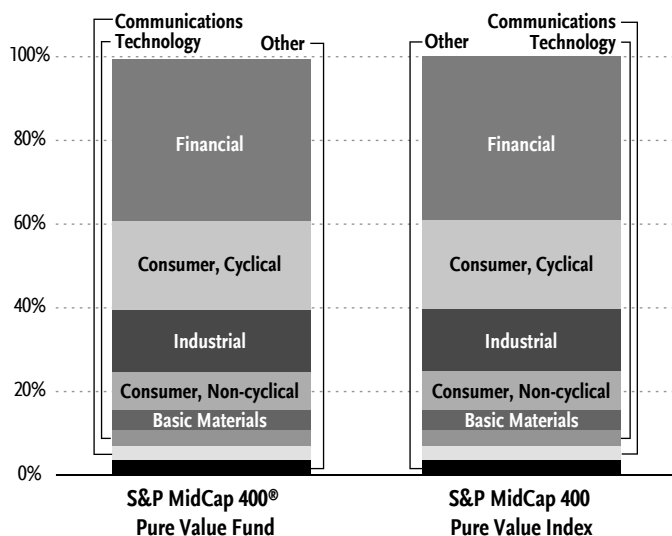 Communications
Technology
Other
Communications
Other
Technology
100%
80%
60%
40%
20%
0%
Financial
Consumer, Cyclical
Industrial
Consumer, Non-cyclical
Basic Materials
Financial
Consumer, Cyclical
Industrial
Consumer, Non-cyclical
Basic Materials
S&P MidCap 400®
Pure Value Fund
S&P MidCap 400
Pure Value Index